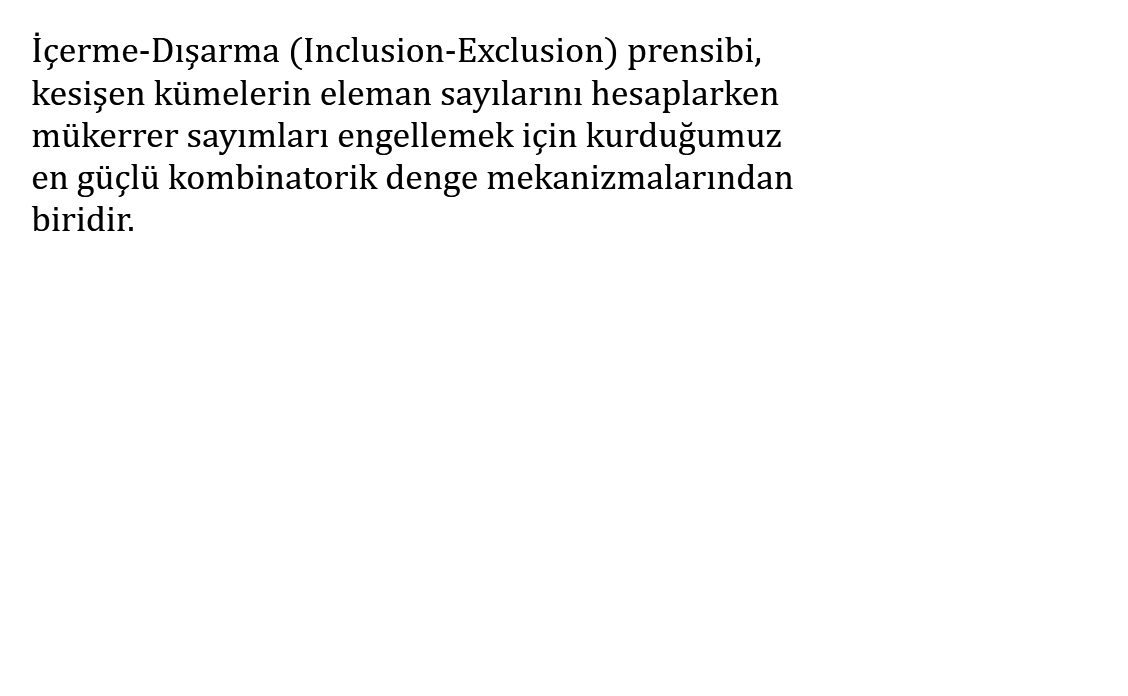 İçerme-Dışarma (Inclusion-Exclusion) prensibi,
kesişen kümelerin eleman sayılarını hesaplarken
mükerrer sayımları engellemek için kurduğumuz
en güçlü kombinatorik denge mekanizmalarından
biridir.